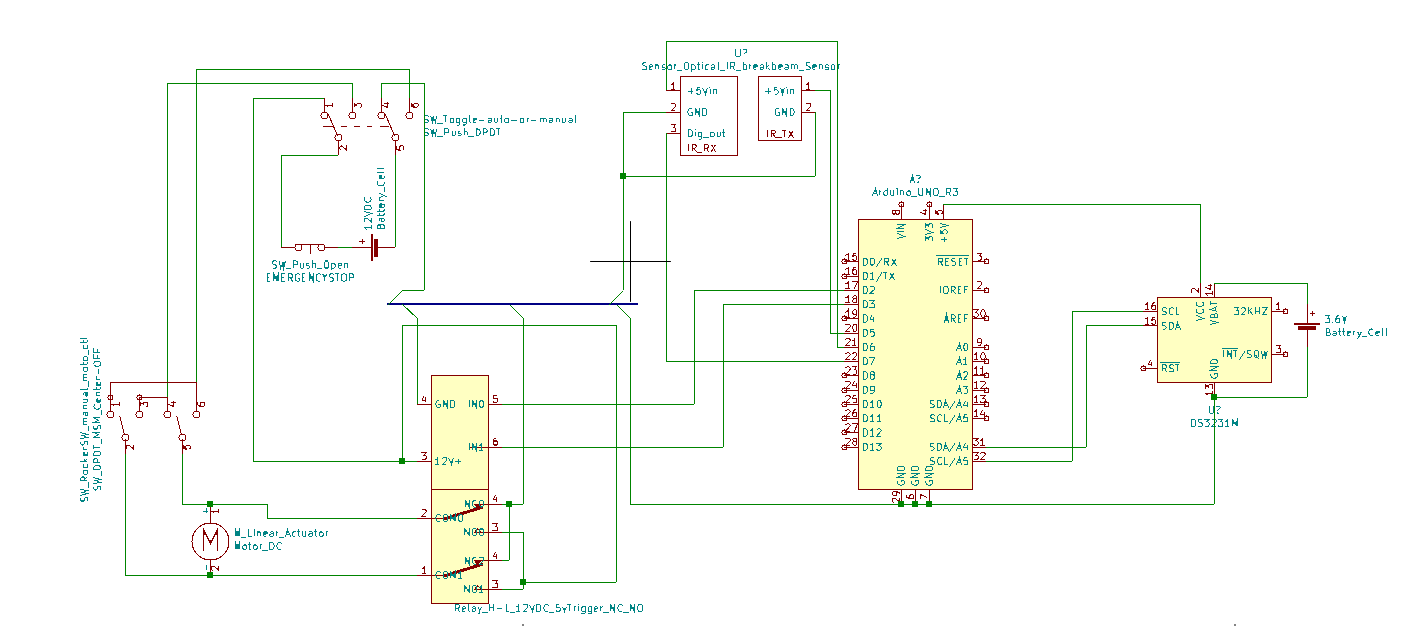 U?
Sensor_Optical_IR_breakbeam_Sensor
1 +5Vin
2 GND
3 Dig_out
IR_RX
+5Vin 1
GND 2
IR_TX
1
3
4
6
2
5
SW_Toggle-auto-or-manual
SW_Push_DPDT
12VDC
Battery_Cell
+
SW_Push_Open
EMERGENCYSTOP
A?
Arduino_UNO_R3
8 VIN
4 3V3
5 +5V
15 D0/RX
16 D1/TX
17 D2
18 D3
19 D4
20 D5
21 D6
22 D7
23 D8
24 D9
25 D10
26 D11
27 D12
28 D13
RESET 3
IOREF 2
AREF 30
A0 9
A1 10
A2 11
A3 12
SDA/A4 13
SCL/A5 14
SDA/A4 31
SCL/A5 32
GND 29
GND 6
GND 7
16 SCL
15 SDA
4 RST
2 VCC
14 VBAT
32KHZ 1
INT/SQW 3
GND 13
U?
DS3231M
+
3.6V
Battery_Cell
SW_RockerSW_manual_moto_ctl
SW_DPDT_MSM_Center-OFF
1
3
4
6
2
5
4 GND
3 12V+
IN0 5
IN1 6
2 COM0
1 COM1
4
3
4
NO1 3
Relay_H-L_12VDC_5vTrigger_NC_NO
+ 1
M
- 2
M_Linear_Actuator
Motor_DC